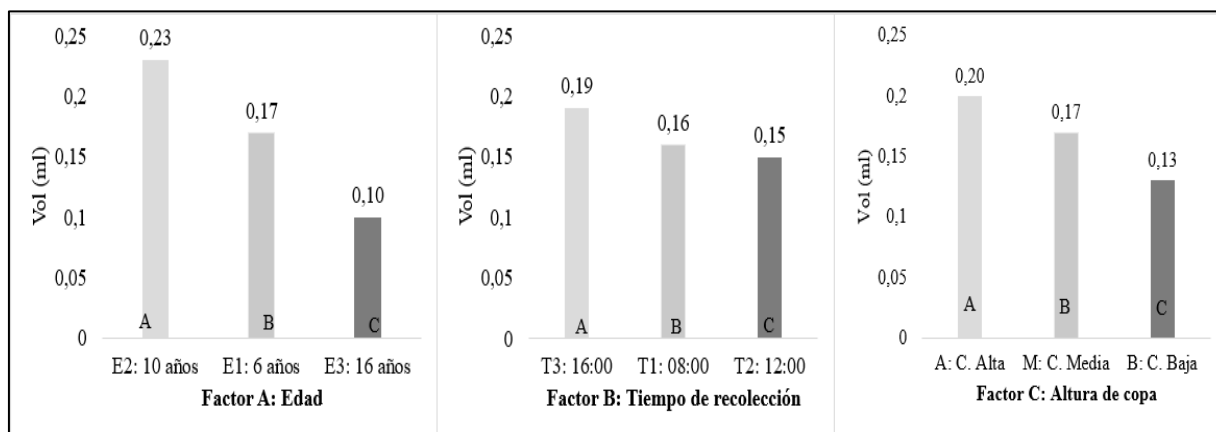 0,25
0,2
0,15
0,1
0,05
0
Vol (ml)
0,23
0,17
0,10
A
B
C
E2: 10 años E1: 6 años E3: 16 años
Factor A: Edad
0,25
0,2
0,15
0,1
0,05
0
Vol (ml)
0,19
0,16
0,15
A
B
C
T3: 16:00 T1: 08:00 T2: 12:00
Factor B: Tiempo de recolección
0,25
0,2
0,15
0,1
0,05
0
Vol (ml)
0,20
0,17
0,13
A
B
C
A: C. Alta M: C. Media B: C. Baja
Factor C: Altura de copa